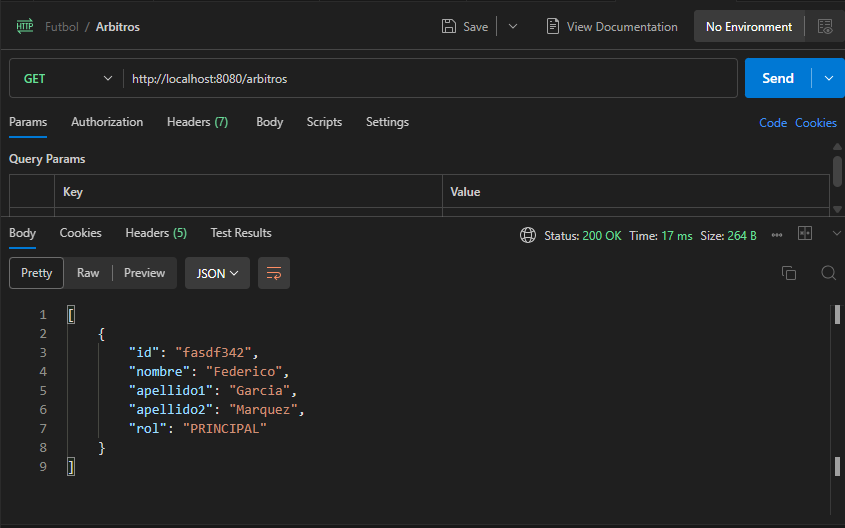 HTTP Futbol / Arbitros Save View Documentation No Environment
GET http://localhost:8080/arbitros Send
Params Authorization Headers (7) Body Scripts Settings Code Cookies
Query Params
Key Value
Body Cookies Headers (5) Test Results Status: 200 OK Time: 17 ms Size: 264 B
Pretty Raw Preview JSON
1 [
2 {
3 "id": "fasdf342",
4 "nombre": "Federico",
5 "apellido1": "Garcia",
6 "apellido2": "Marquez",
7 "rol": "PRINCIPAL"
8 }
9 ]